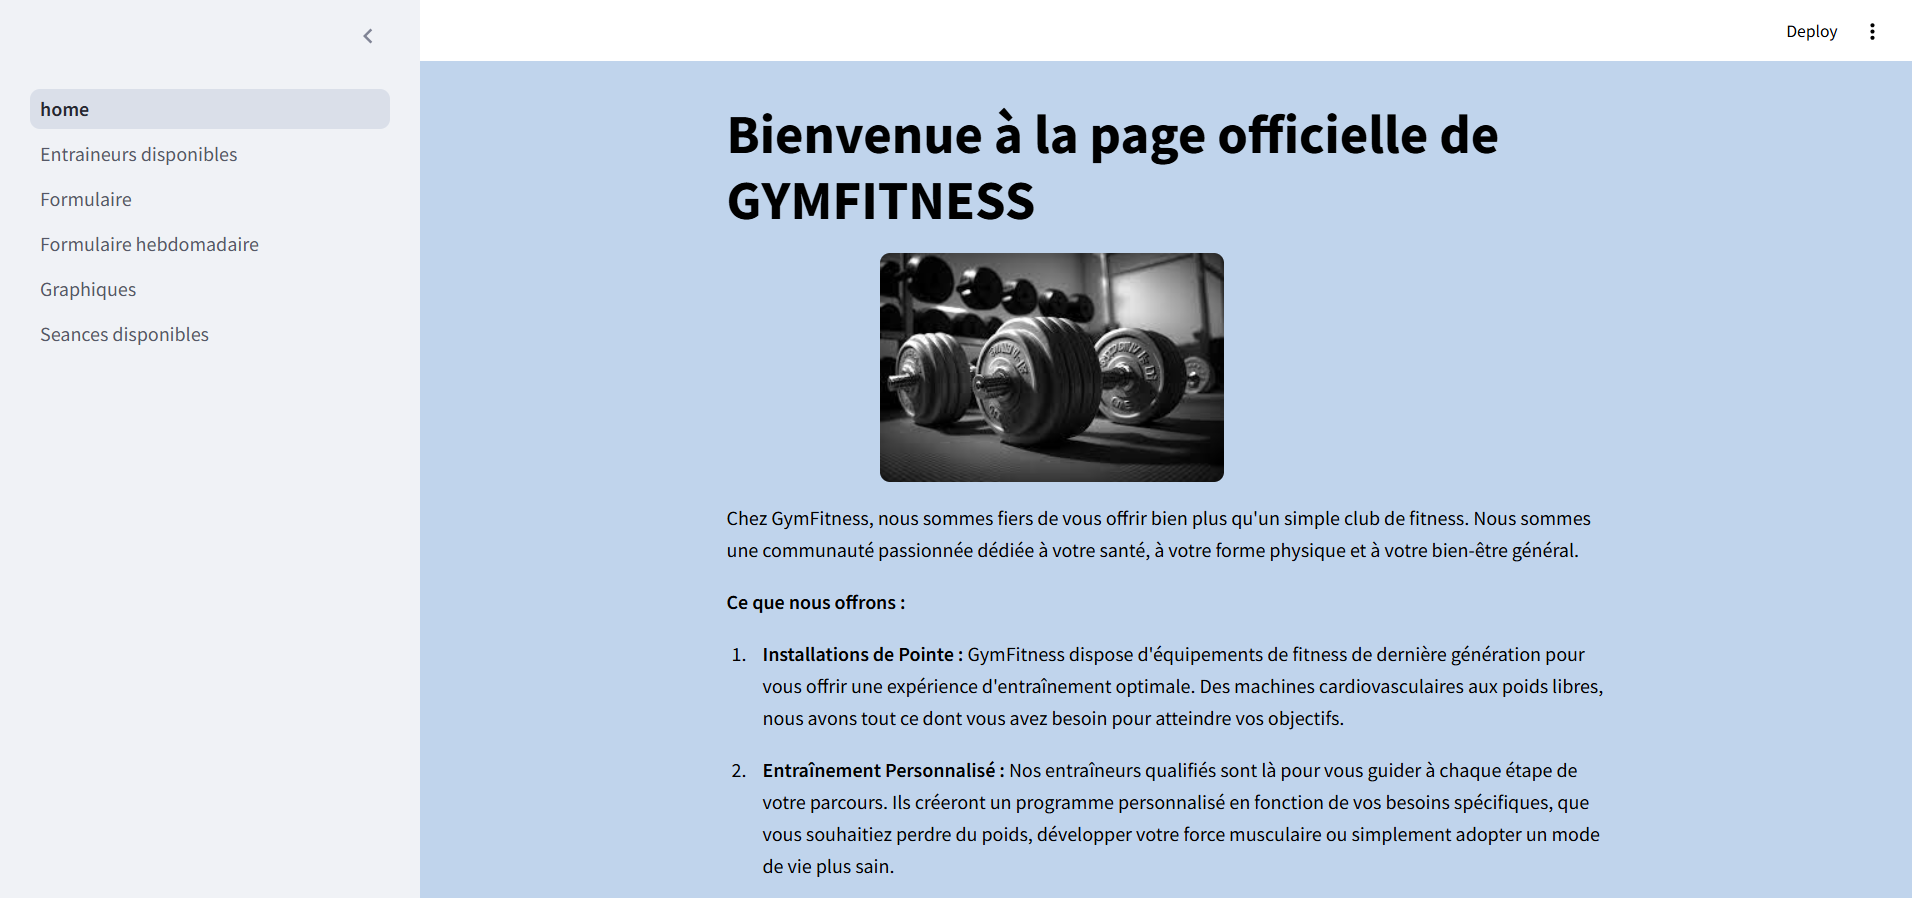 Deploy
home
Entraineurs disponibles
Formulaire
Formulaire hebdomadaire
Graphiques
Seances disponibles
Bienvenue à la page officielle de
GYMFITNESS
Chez GymFitness, nous sommes fiers de vous offrir bien plus qu'un simple club de fitness. Nous sommes
une communauté passionnée dédiée à votre santé, à votre forme physique et à votre bien-être général.
Ce que nous offrons :
1. Installations de Pointe : GymFitness dispose d'équipements de fitness de dernière génération pour
vous offrir une expérience d'entraînement optimale. Des machines cardiovasculaires aux poids libres,
nous avons tout ce dont vous avez besoin pour atteindre vos objectifs.
2. Entraînement Personnalisé : Nos entraîneurs qualifiés sont là pour vous guider à chaque étape de
votre parcours. Ils créeront un programme personnalisé en fonction de vos besoins spécifiques, que
vous souhaitiez perdre du poids, développer votre force musculaire ou simplement adopter un mode
de vie plus sain.